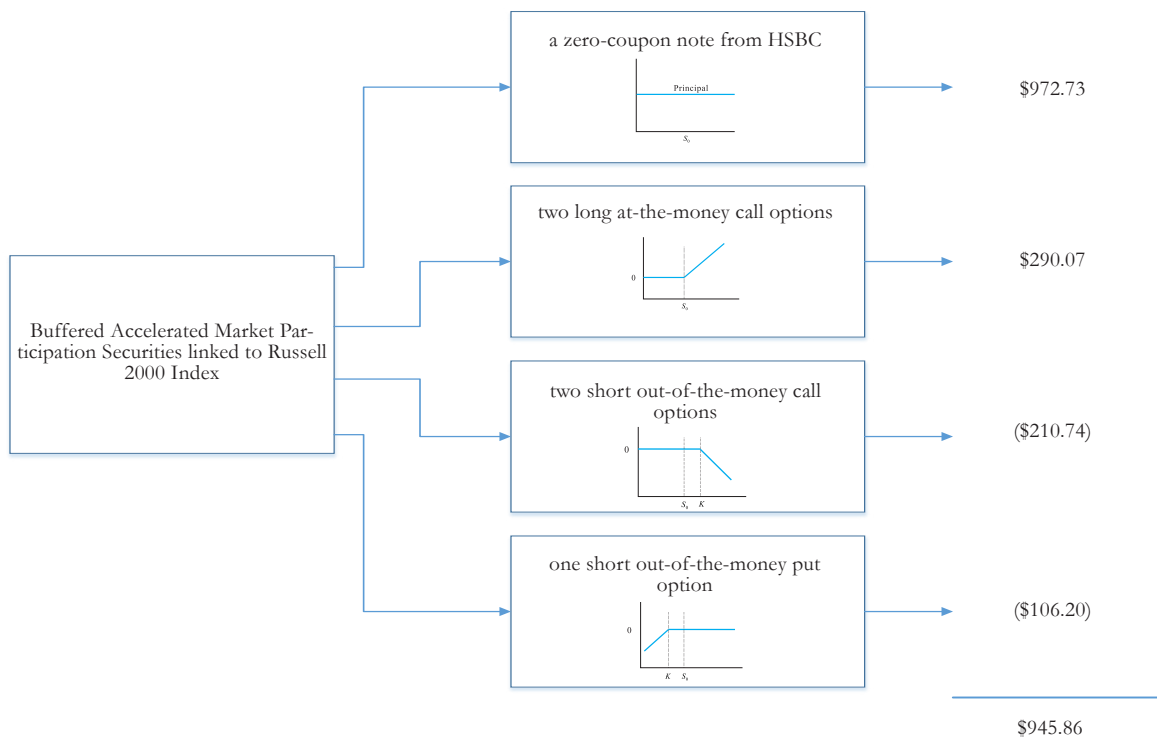 a zero-coupon note from HSBC
Principal
S₀
$972.73
two long at-the-money call options
0
S₀
$290.07
Buffered Accelerated Market Par-
ticipation Securities linked to Russell
2000 Index
two short out-of-the-money call
options
0
S₀ K
($210.74)
one short out-of-the-money put
option
0
K S₀
($106.20)
$945.86